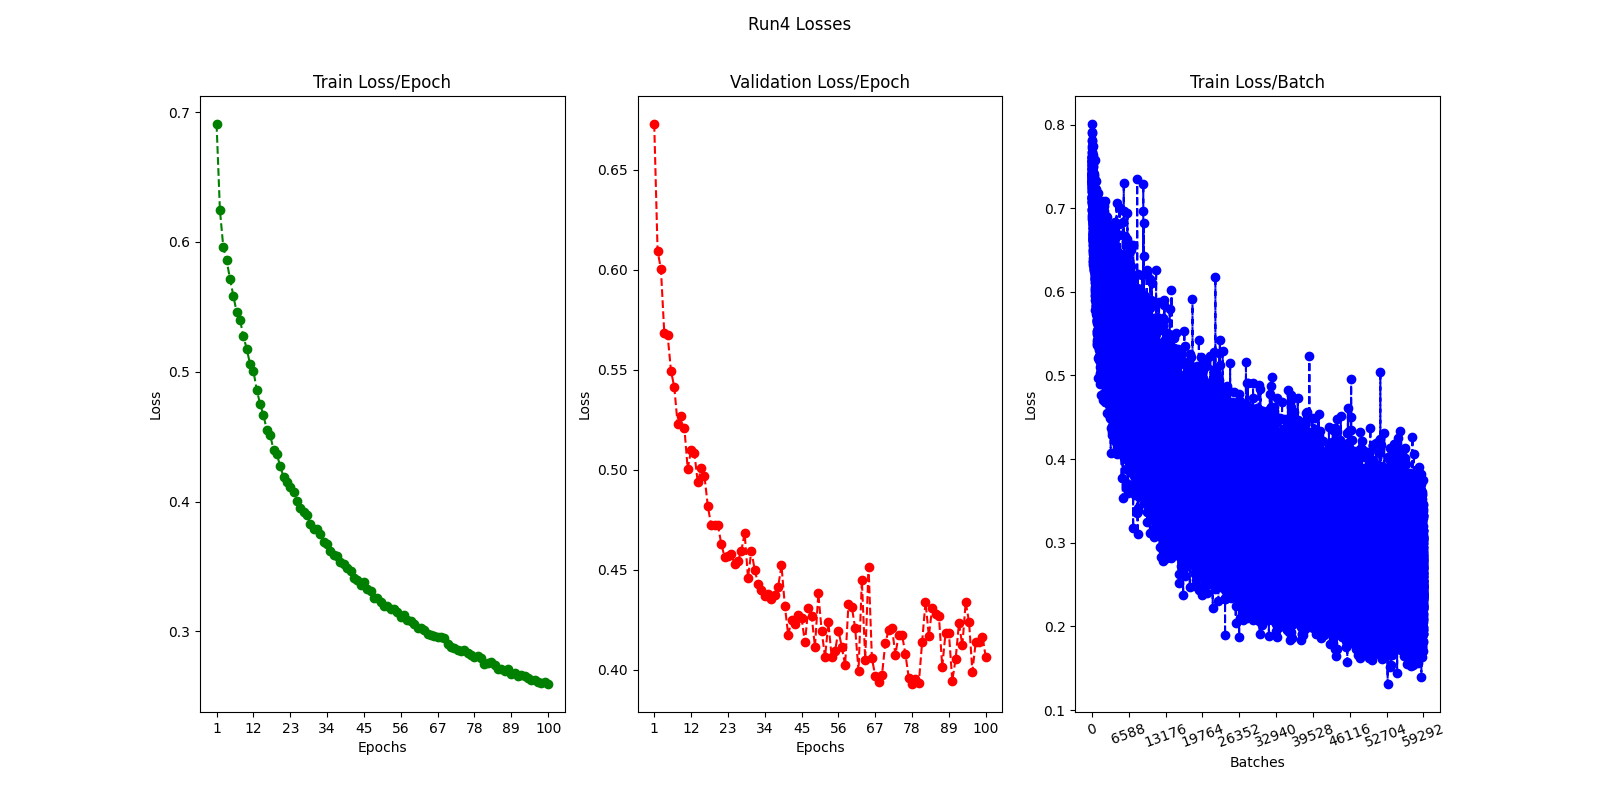 Run4 Losses
Train Loss/Epoch
Validation Loss/Epoch
Train Loss/Batch
Loss
0.7
0.6
0.5
0.4
0.3
1 12 23 34 45 56 67 78 89 100
Epochs
Loss
0.65
0.60
0.55
0.50
0.45
0.40
1 12 23 34 45 56 67 78 89 100
Epochs
Loss
0.8
0.7
0.6
0.5
0.4
0.3
0.2
0.1
0 6588 13176 19764 26352 32940 39528 46116 52704 59292
Batches